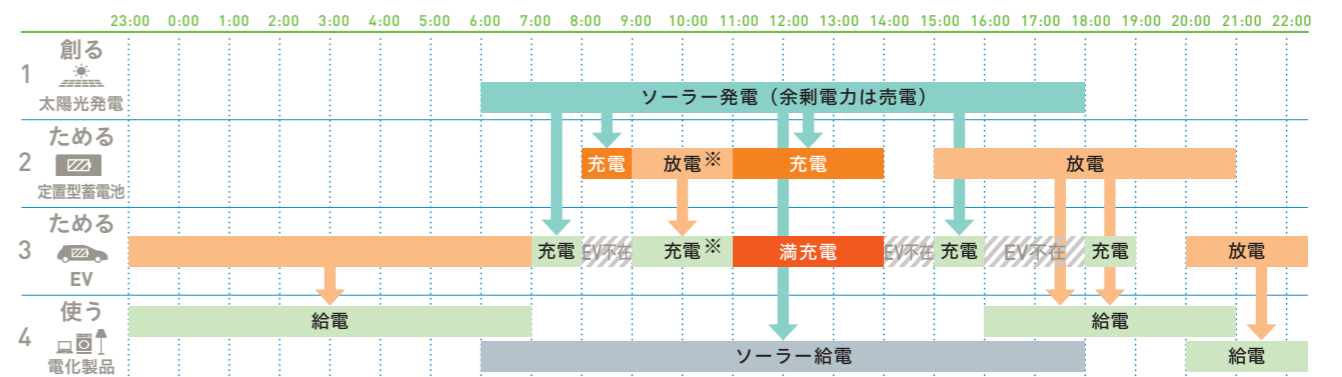 23:00 0:00 1:00 2:00 3:00 4:00 5:00 6:00 7:00 8:00 9:00 10:00 11:00 12:00 13:00 14:00 15:00 16:00 17:00 18:00 19:00 20:00 21:00 22:00
1 創る
太陽光発電
ソーラー発電（余剰電力は売電）
2 ためる
定置型蓄電池
充電 放電※ 充電 放電
3 ためる
EV
充電 EV不在 充電※ 満充電 EV不在 充電 EV不在 充電 放電
4 使う
電化製品
給電 給電
ソーラー給電 給電